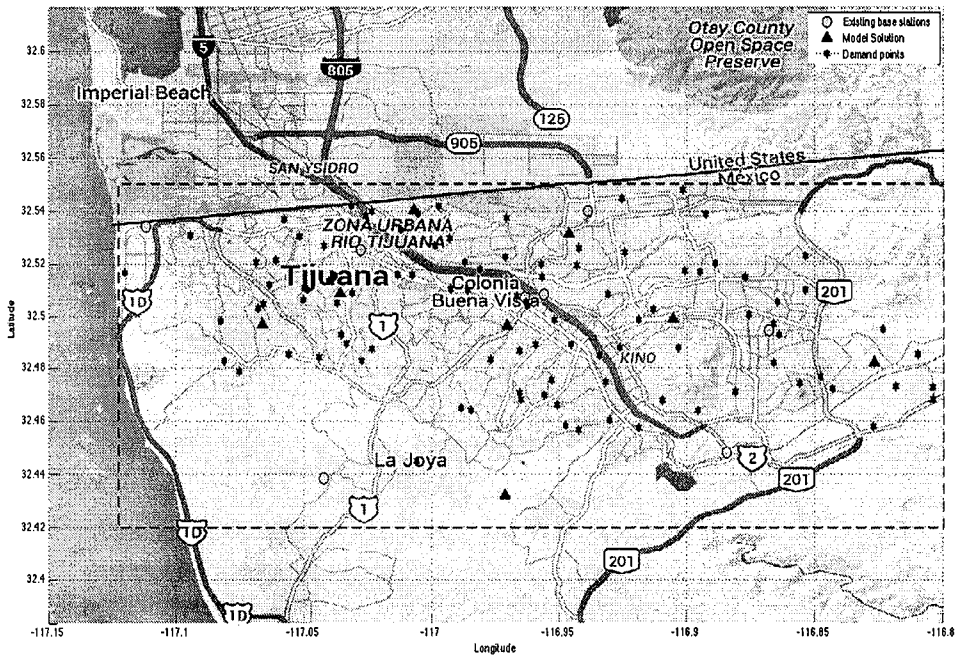 32.6
32.58
32.56
32.54
32.52
32.5
32.48
32.46
32.44
32.42
32.4
Latitude
-117.15
-117.1
-117.05
-117
-116.95
-116.9
-116.85
-116.8
Longitude
Existing base stations
Model Solution
Demand points
Otay County
Open Space
Preserve
5
805
125
905
Imperial Beach
SAN YSIDRO
United States
México
ZONA URBANA
RIO TIJUANA
Tijuana
Colonia
Buena Vista
1D
1
201
KINO
La Joya
2
201
1
1D
201
1D